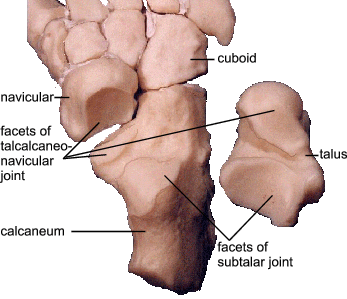 cuboid
navicular
facets of
talcalcaneo-
navicular
joint
talus
calcaneum
facets of
subtalar joint